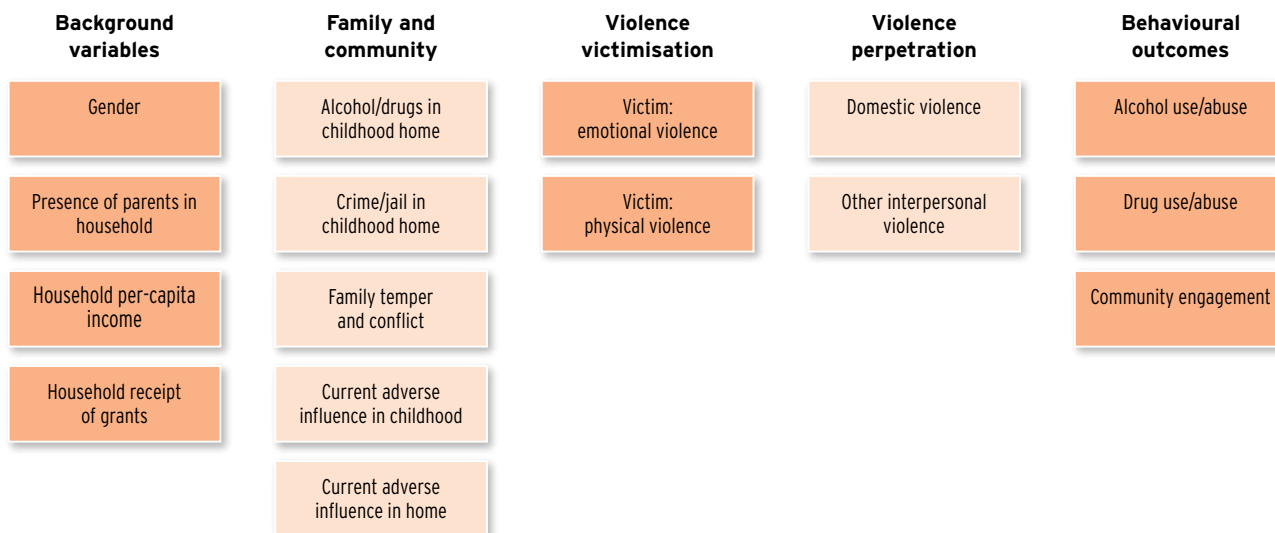 Background
variables
Gender
Presence of parents in
household
Household per-capita
income
Household receipt
of grants
Family and
community
Alcohol/drugs in
childhood home
Crime/jail in
childhood home
Family temper
and conflict
Current adverse
influence in childhood
Current adverse
influence in home
Violence
victimisation
Victim:
emotional violence
Victim:
physical violence
Violence
perpetration
Domestic violence
Other interpersonal
violence
Behavioural
outcomes
Alcohol use/abuse
Drug use/abuse
Community engagement